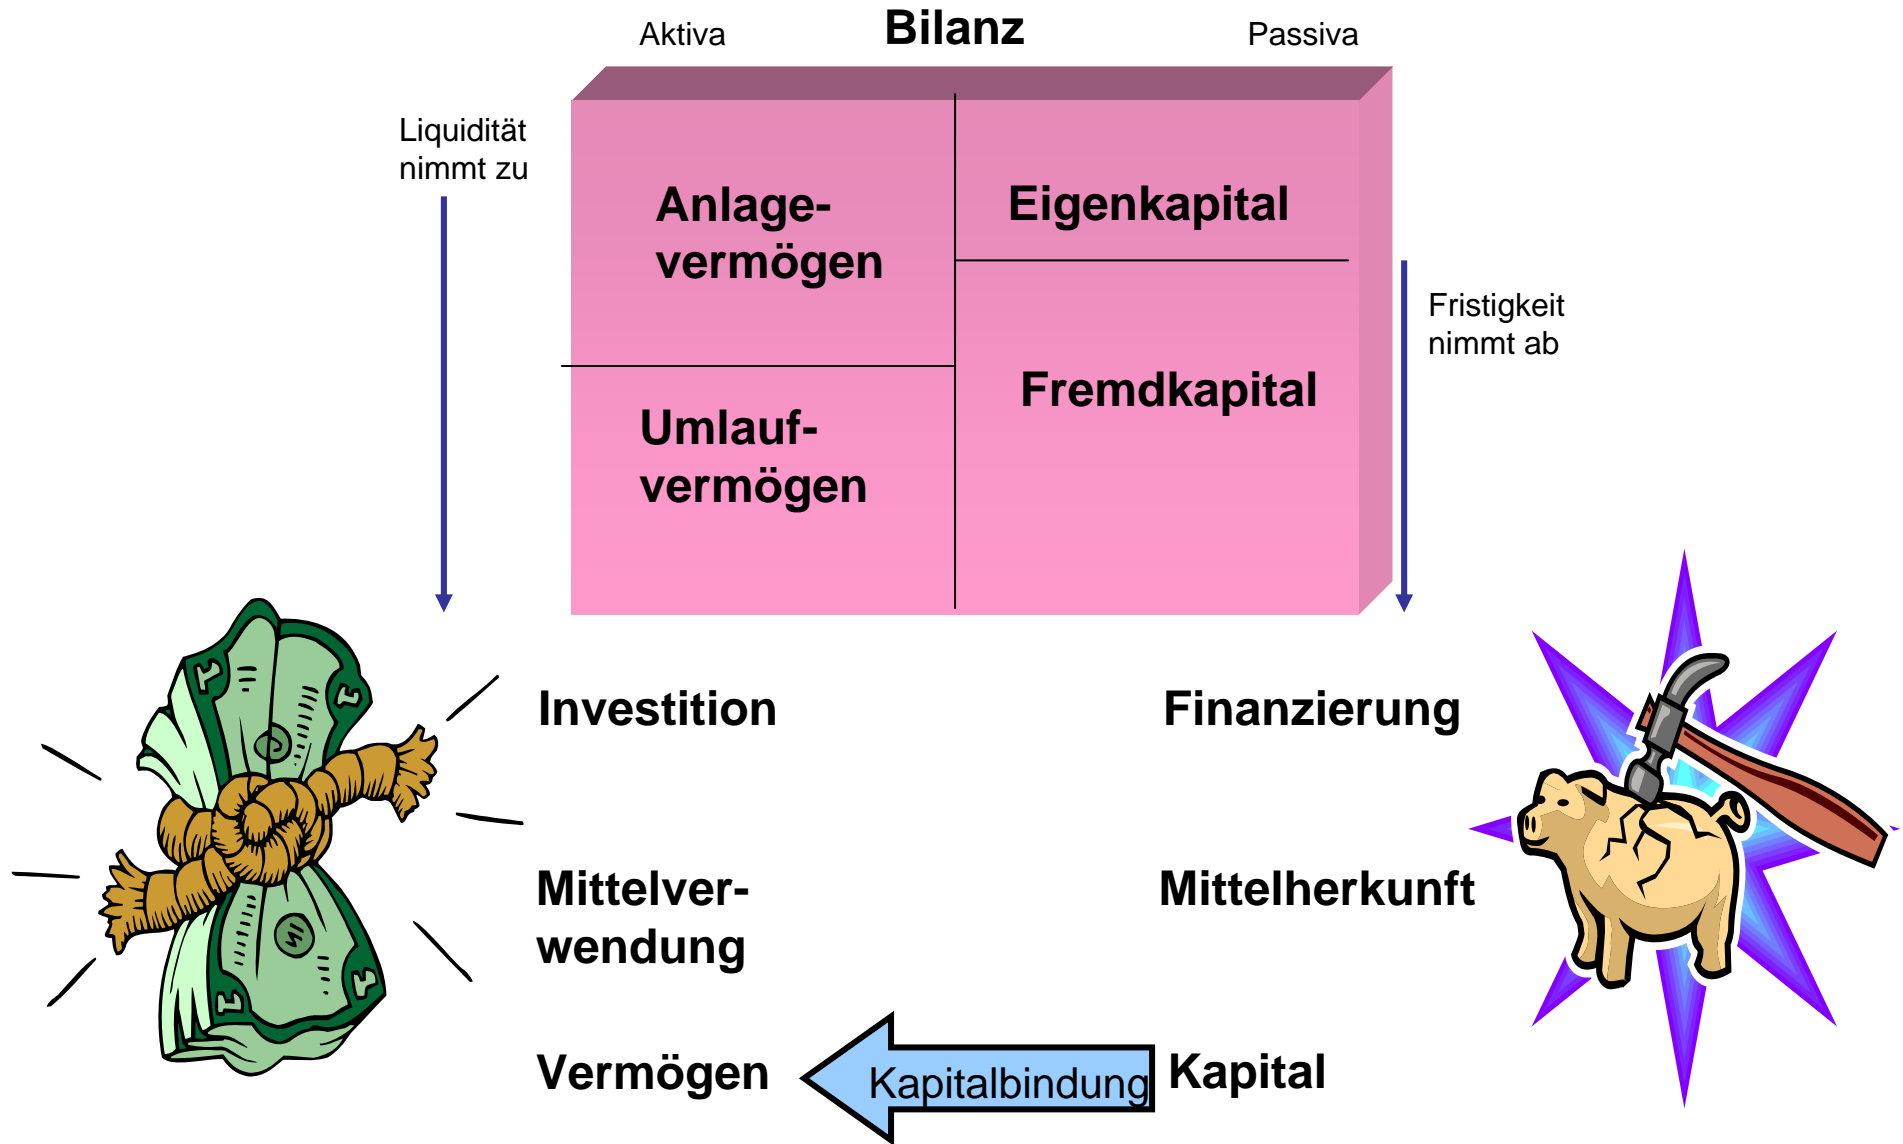 Aktiva
Bilanz
Passiva
Liquidität
nimmt zu
Anlage-
vermögen
Eigenkapital
Fristigkeit
nimmt ab
Fremdkapital
Umlauf-
vermögen
Investition
Finanzierung
Mittelver-
wendung
Mittelherkunft
Vermögen
Kapitalbindung
Kapital